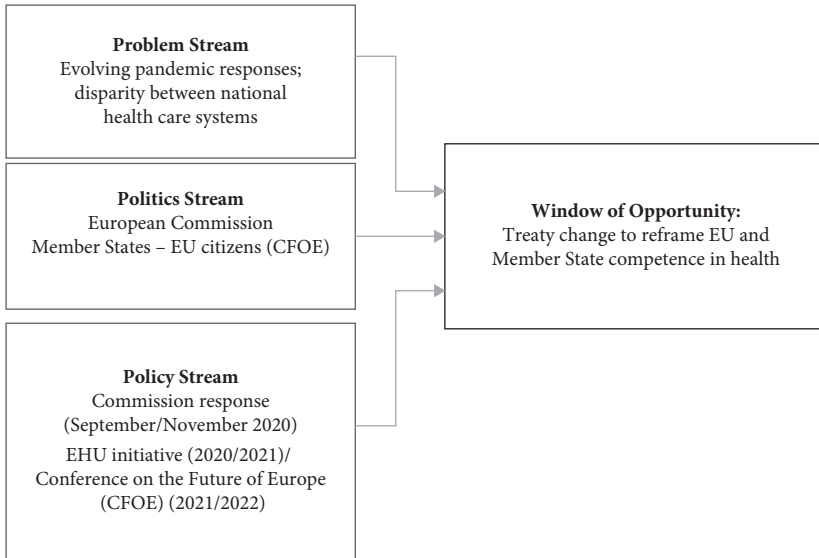 Problem Stream
Evolving pandemic responses;
disparity between national
health care systems
Politics Stream
European Commission
Member States – EU citizens (CFOE)
Policy Stream
Commission response
(September/November 2020)
EHU initiative (2020/2021)/
Conference on the Future of Europe
(CFOE) (2021/2022)
Window of Opportunity:
Treaty change to reframe EU and
Member State competence in health